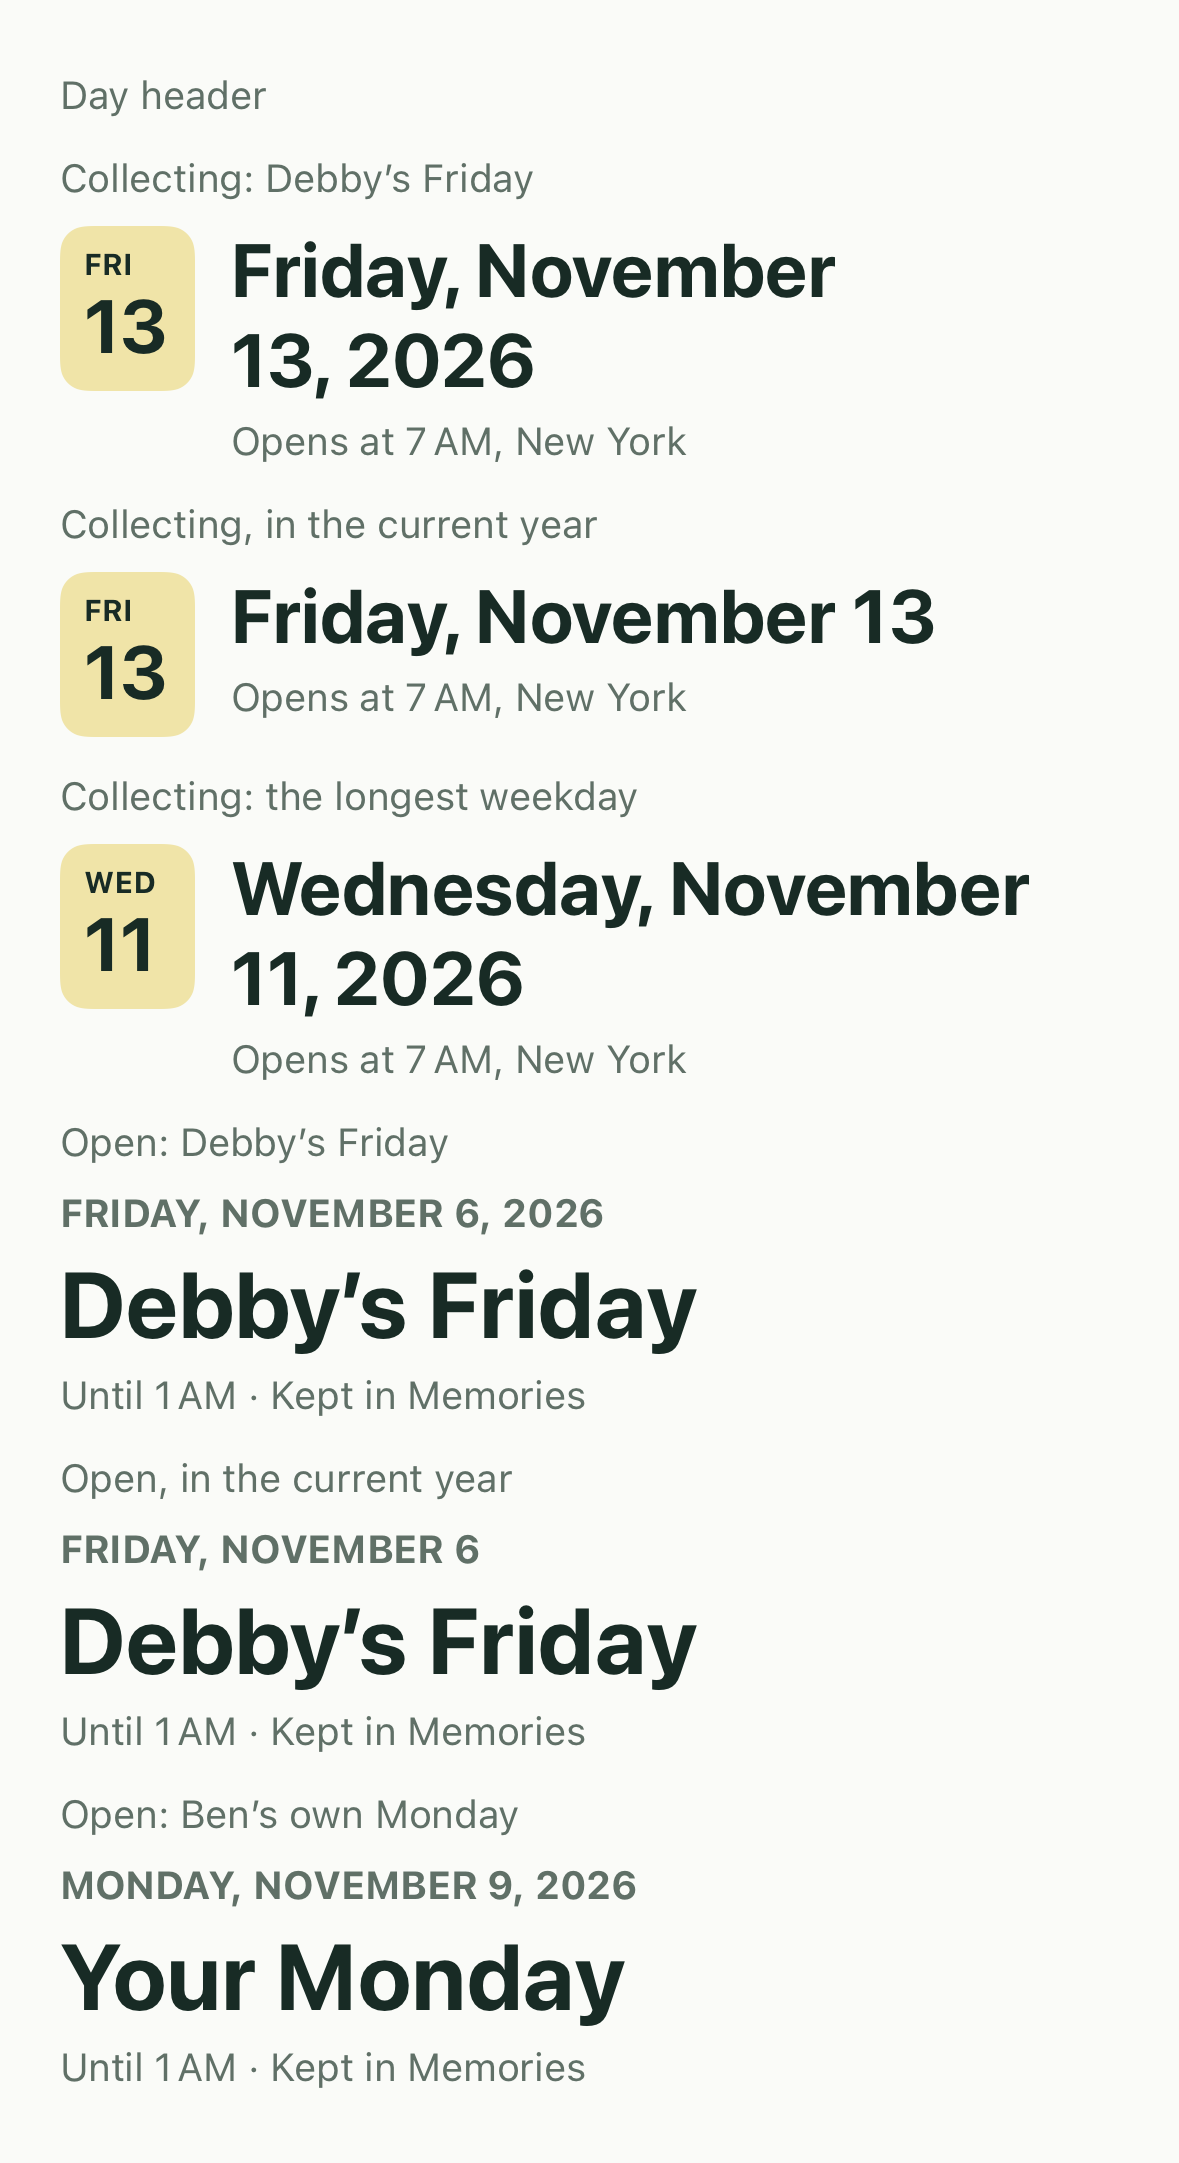 Day header
Collecting: Debby’s Friday
FRI
13
Friday, November
13, 2026
Opens at 7 AM, New York
Collecting, in the current year
FRI
13
Friday, November 13
Opens at 7 AM, New York
Collecting: the longest weekday
WED
11
Wednesday, November
11, 2026
Opens at 7 AM, New York
Open: Debby’s Friday
FRIDAY, NOVEMBER 6, 2026
Debby’s Friday
Until 1 AM · Kept in Memories
Open, in the current year
FRIDAY, NOVEMBER 6
Debby’s Friday
Until 1 AM · Kept in Memories
Open: Ben’s own Monday
MONDAY, NOVEMBER 9, 2026
Your Monday
Until 1 AM · Kept in Memories